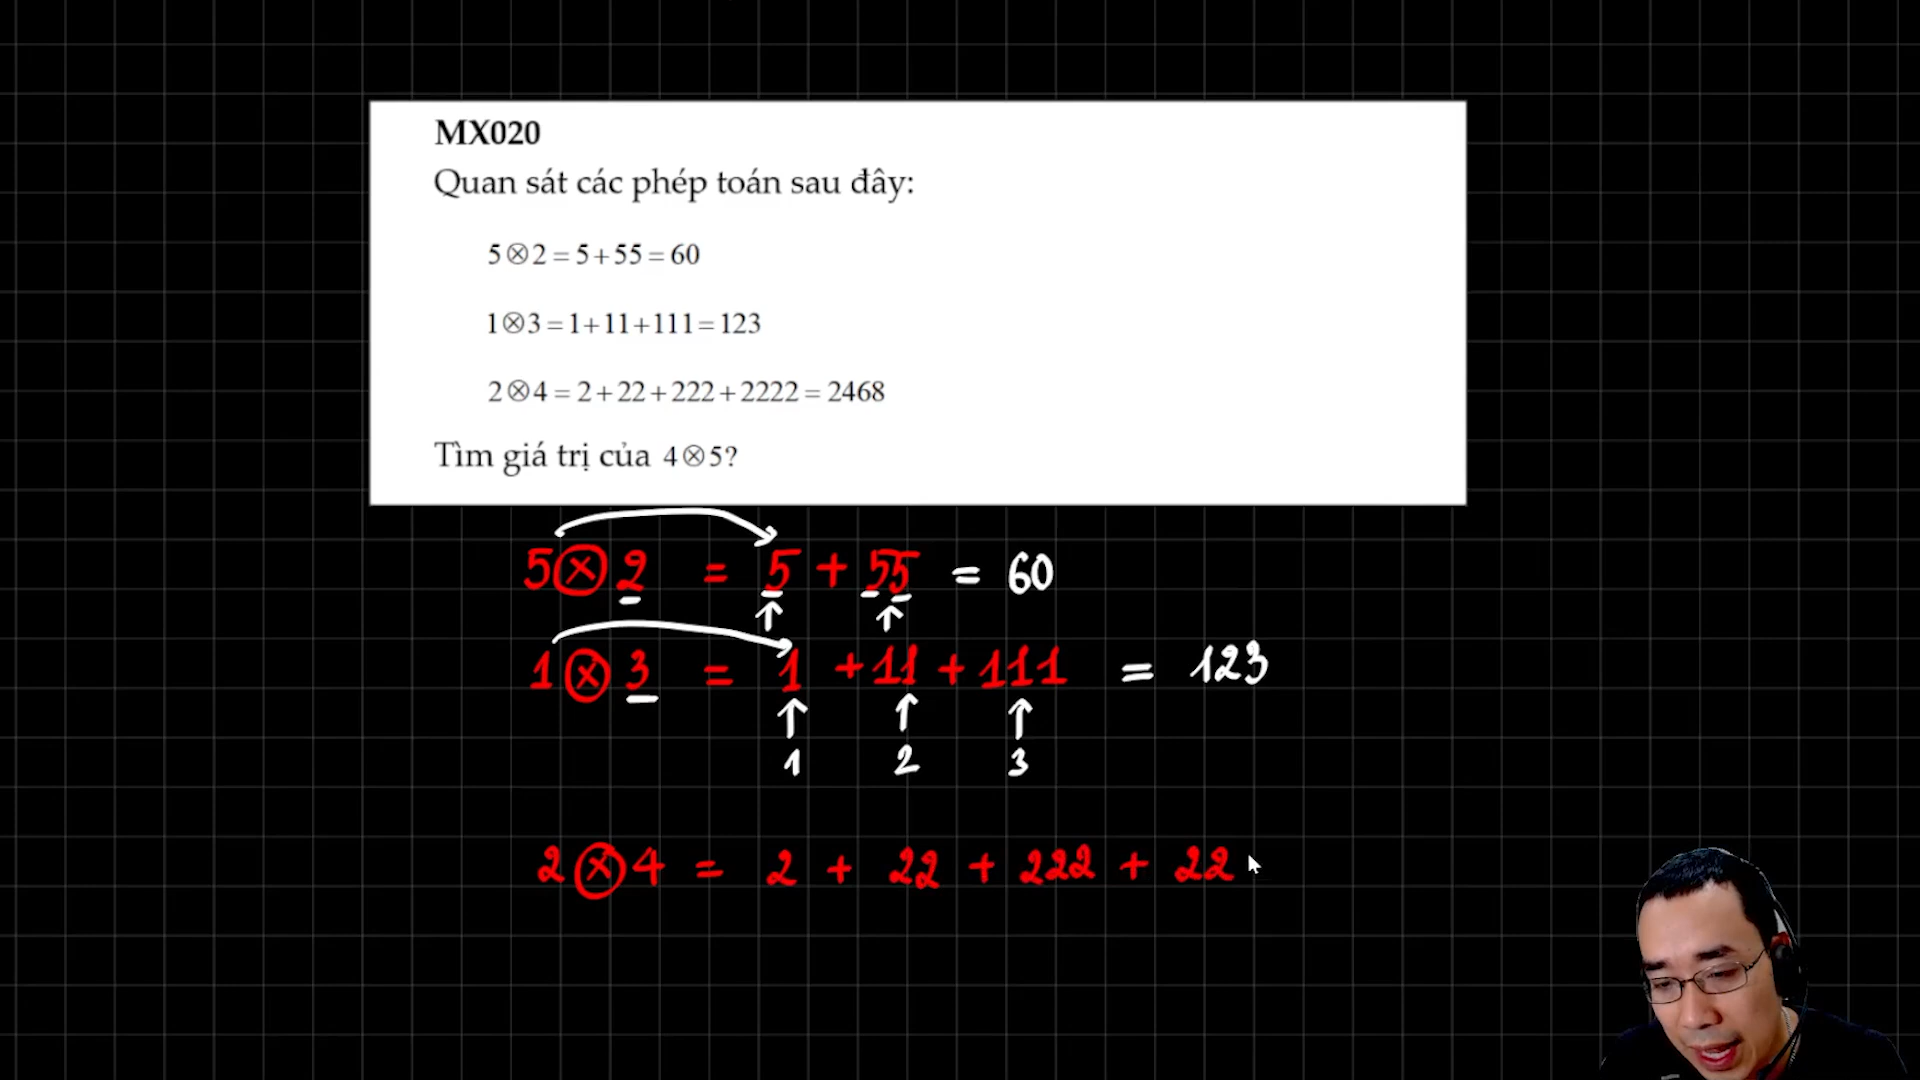 MX020
Quan sát các phép toán sau đây:
5⊗2=5+55=60
1⊗3=1+11+111=123
2⊗4=2+22+222+2222=2468
Tìm giá trị của 4⊗5?
5⊗2 = 5 + 55 = 60
1⊗3 = 1 + 11 + 111 = 123
1 2 3
2⊗4 = 2 + 22 + 222 + 22